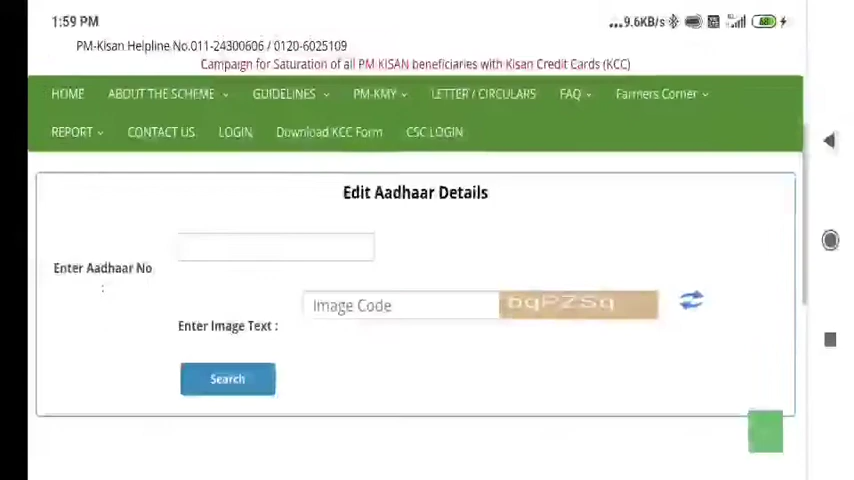 1:59 PM
...9.6KB/s
68
PM-Kisan Helpline No.011-24300606 / 0120-6025109
Campaign for Saturation of all PM KISAN beneficiaries with Kisan Credit Cards (KCC)
HOME ABOUT THE SCHEME GUIDELINES PM-KMY LETTER / CIRCULARS FAQ Farmers Corner
REPORT CONTACT US LOGIN Download KCC Form CSC LOGIN
Edit Aadhaar Details
Enter Aadhaar No
:
Image Code
6qPZSq
Enter Image Text :
Search